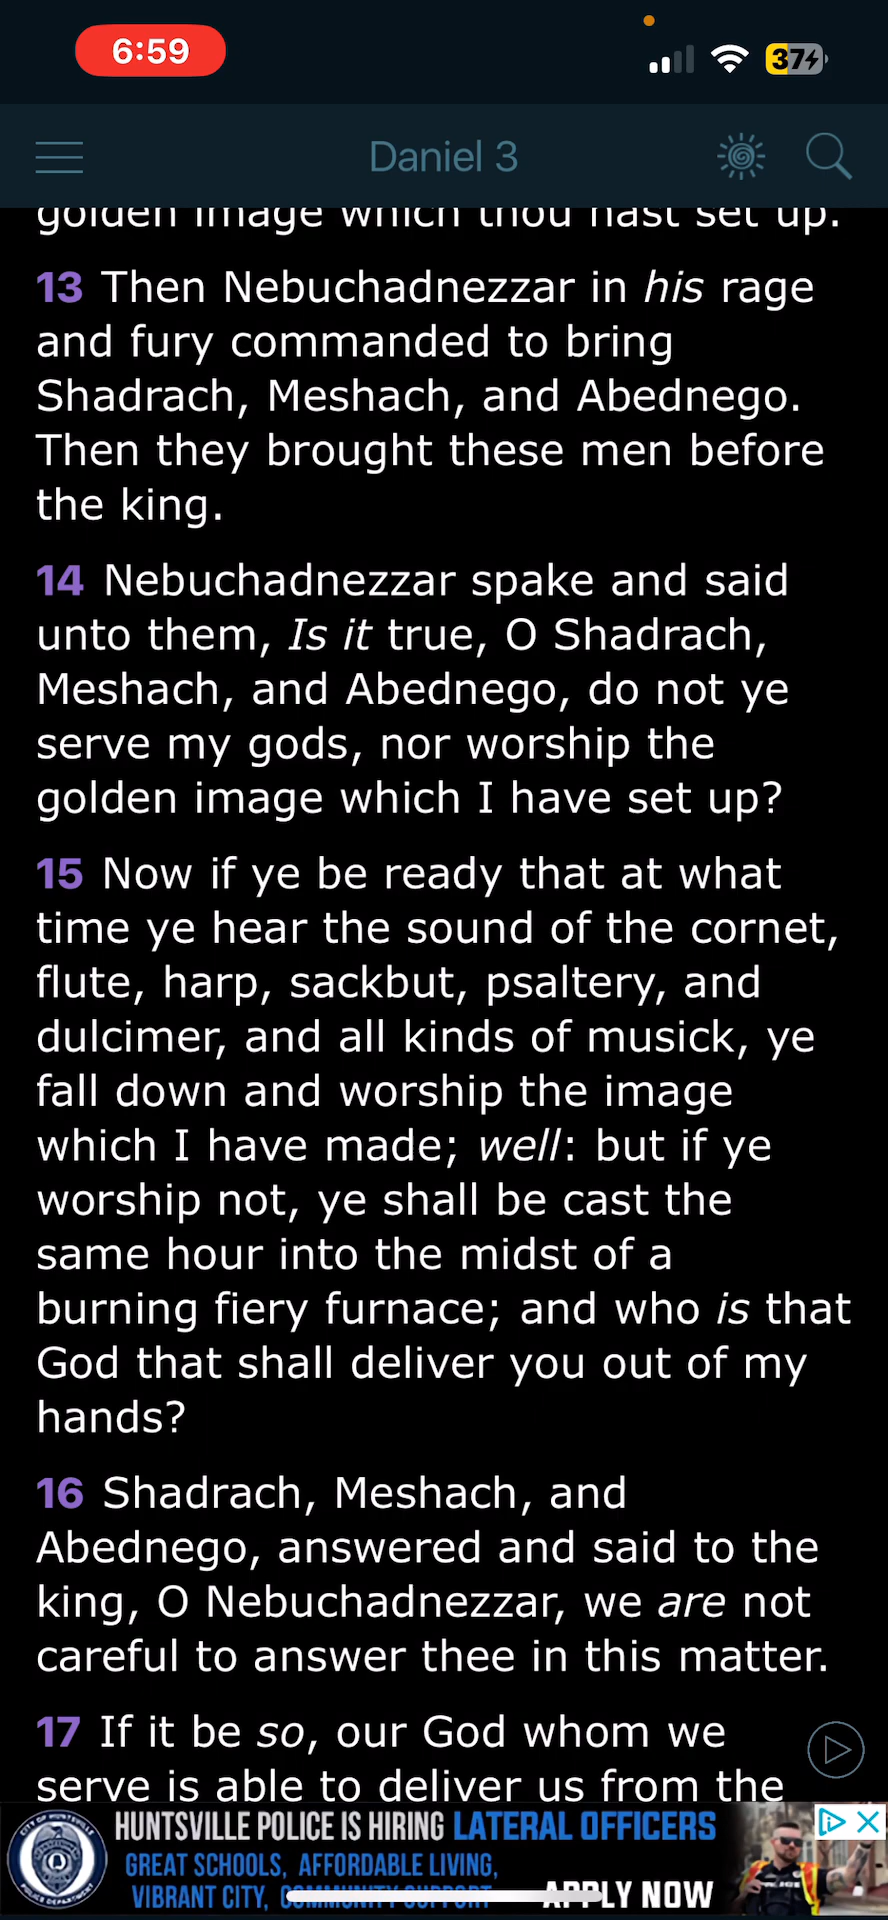 6:59
37
Daniel 3
golden image which thou hast set up.
13 Then Nebuchadnezzar in his rage
and fury commanded to bring
Shadrach, Meshach, and Abednego.
Then they brought these men before
the king.
14 Nebuchadnezzar spake and said
unto them, Is it true, O Shadrach,
Meshach, and Abednego, do not ye
serve my gods, nor worship the
golden image which I have set up?
15 Now if ye be ready that at what
time ye hear the sound of the cornet,
flute, harp, sackbut, psaltery, and
dulcimer, and all kinds of musick, ye
fall down and worship the image
which I have made; well: but if ye
worship not, ye shall be cast the
same hour into the midst of a
burning fiery furnace; and who is that
God that shall deliver you out of my
hands?
16 Shadrach, Meshach, and
Abednego, answered and said to the
king, O Nebuchadnezzar, we are not
careful to answer thee in this matter.
17 If it be so, our God whom we
serve is able to deliver us from the
HUNTSVILLE POLICE IS HIRING LATERAL OFFICERS
GREAT SCHOOLS, AFFORDABLE LIVING,
VIBRANT CITY, COMMUNITY SUPPORT
APPLY NOW